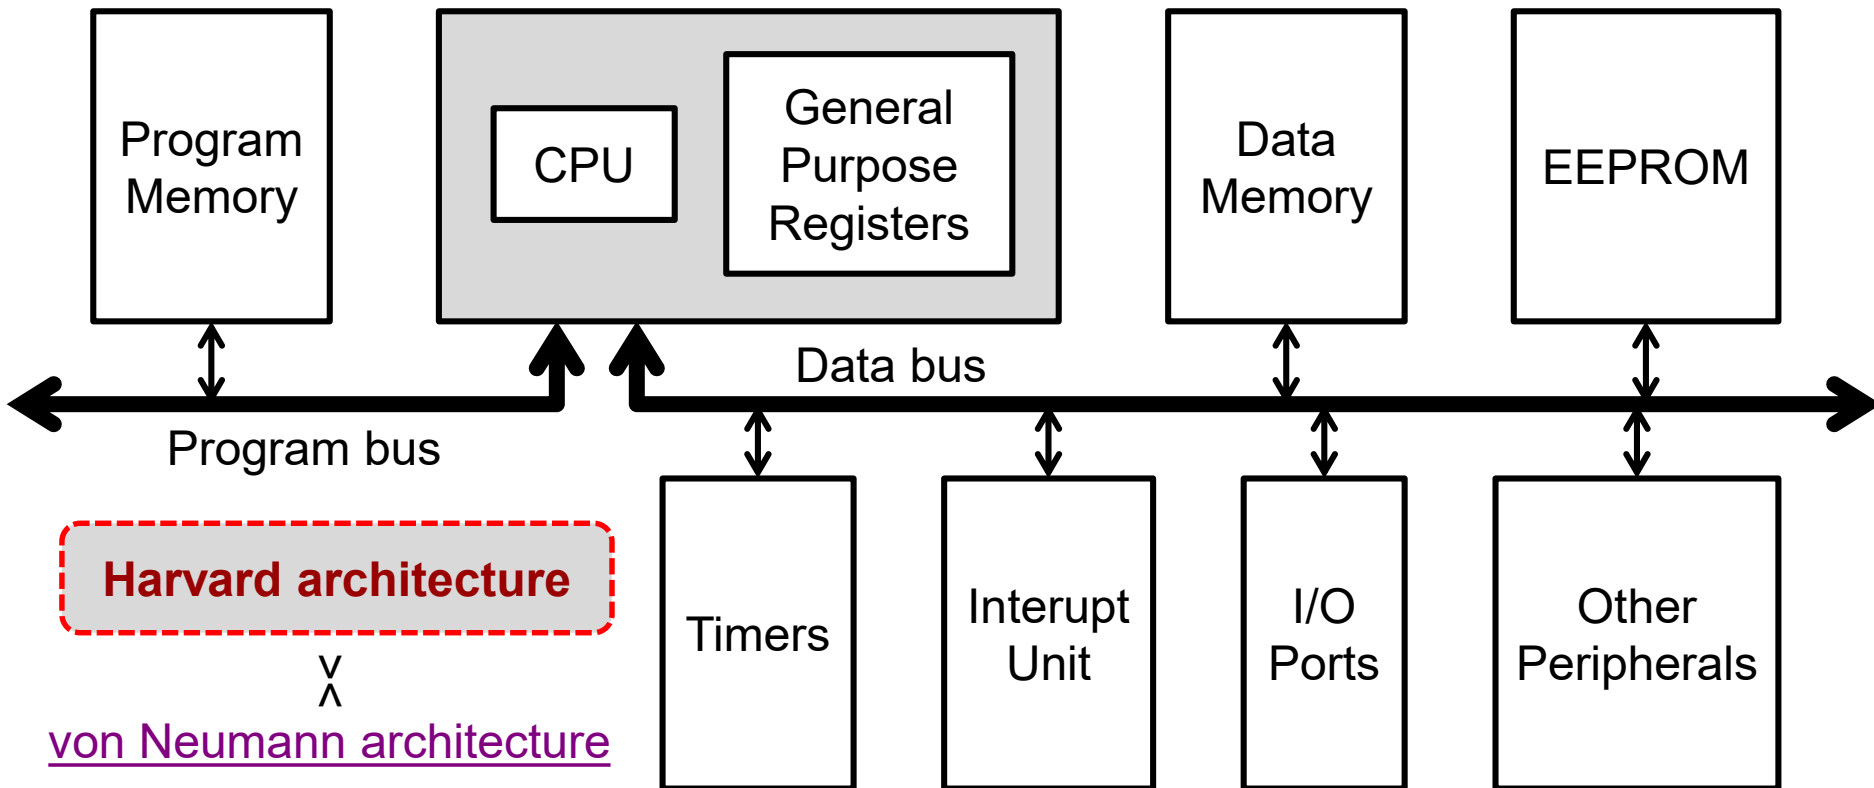 Program
Memory
CPU
General
Purpose
Registers
Data
Memory
EEPROM
Data bus
Program bus
Harvard architecture
><
von Neumann architecture
Timers
Interupt
Unit
I/O
Ports
Other
Peripherals